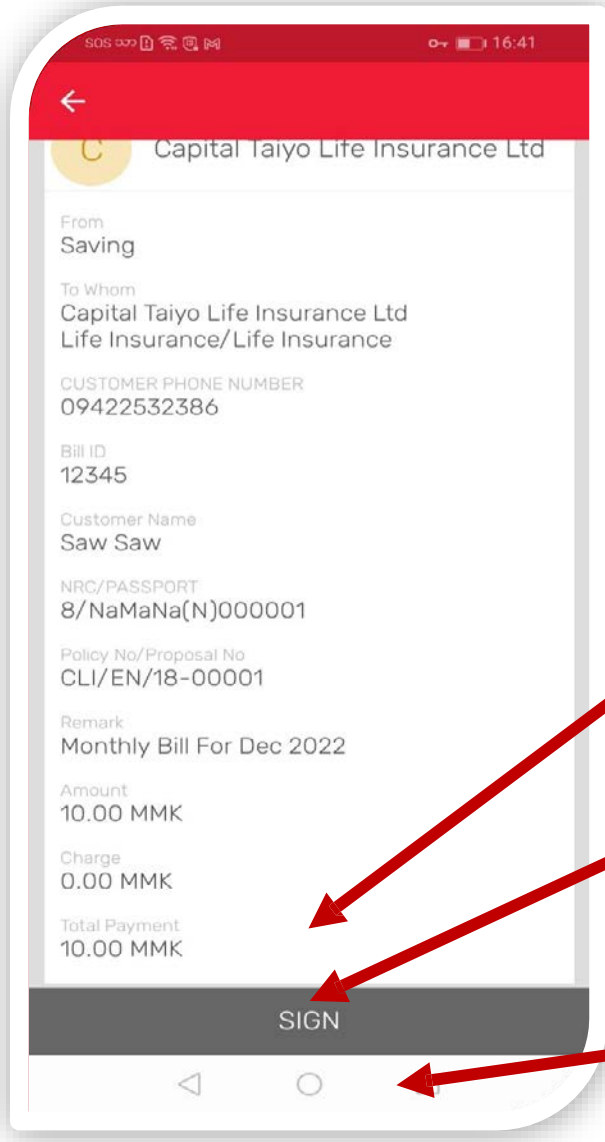 SOS 16:41
C Capital Taiyo Life Insurance Ltd
From
Saving
To Whom
Capital Taiyo Life Insurance Ltd
Life Insurance/Life Insurance
CUSTOMER PHONE NUMBER
09422532386
Bill ID
12345
Customer Name
Saw Saw
NRC/PASSPORT
8/NaMaNa(N)000001
Policy No/Proposal No
CLI/EN/18-00001
Remark
Monthly Bill For Dec 2022
Amount
10.00 MMK
Charge
0.00 MMK
Total Payment
10.00 MMK
SIGN